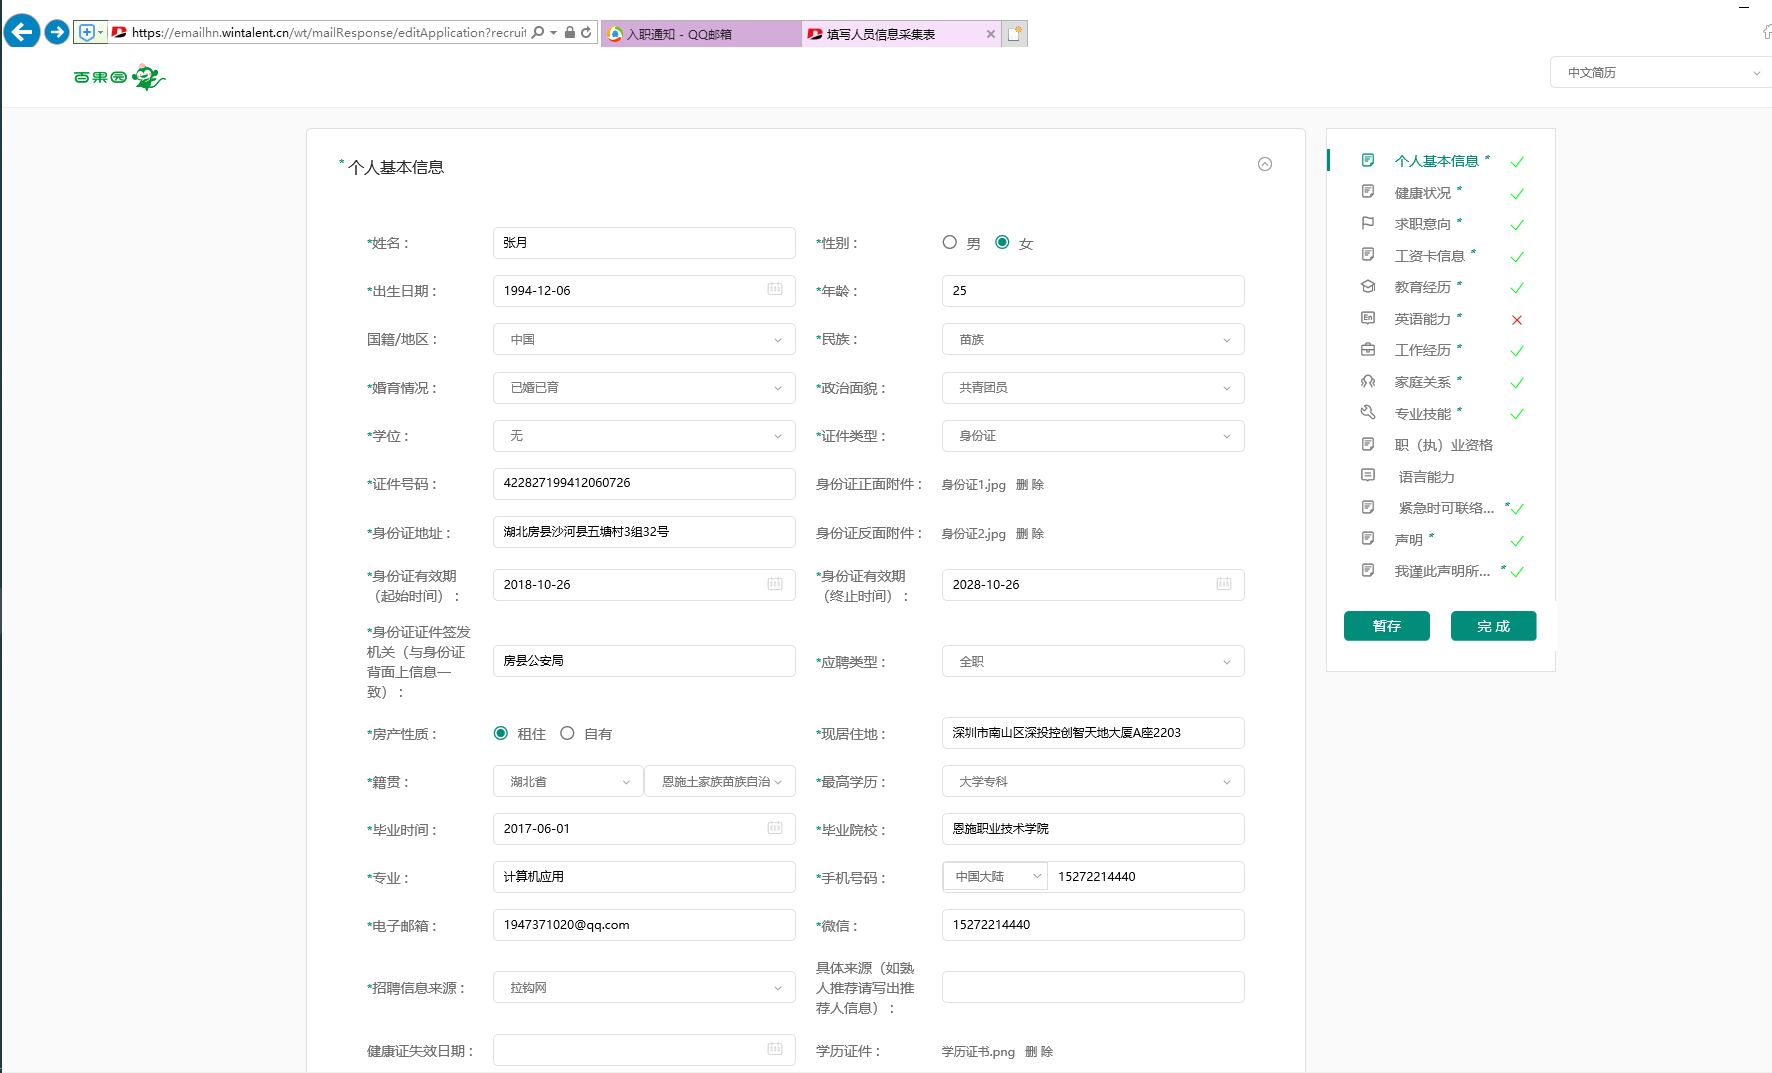 https://emailhn.wintalent.cn/wt/mailResponse/editApplication?recruit
入职通知 - QQ邮箱
填写人员信息采集表
百果园
中文简历
* 个人基本信息
*姓名： 张月 *性别： 男 女
*出生日期： 1994-12-06 *年龄： 25
国籍/地区： 中国 *民族： 苗族
*婚育情况： 已婚已育 *政治面貌： 共青团员
*学位： 无 *证件类型： 身份证
*证件号码： 422827199412060726 身份证正面附件： 身份证1.jpg 删 除
*身份证地址： 湖北房县沙河县五塘村3组32号 身份证反面附件： 身份证2.jpg 删 除
*身份证有效期（起始时间）： 2018-10-26 *身份证有效期（终止时间）： 2028-10-26
*身份证证件签发机关（与身份证背面上信息一致）： 房县公安局 *应聘类型： 全职
*房产性质： 租住 自有 *现居住地： 深圳市南山区深投控创智天地大厦A座2203
*籍贯： 湖北省 恩施土家族苗族自治 *最高学历： 大学专科
*毕业时间： 2017-06-01 *毕业院校： 恩施职业技术学院
*专业： 计算机应用 *手机号码： 中国大陆 15272214440
*电子邮箱： 1947371020@qq.com *微信： 15272214440
*招聘信息来源： 拉钩网 具体来源（如熟人推荐请写出推荐人信息）：
健康证失效日期： 学历证件： 学历证书.png 删 除
个人基本信息 *
健康状况 *
求职意向 *
工资卡信息 *
教育经历 *
En 英语能力 *
工作经历 *
家庭关系 *
专业技能 *
职（执）业资格
语言能力
紧急时可联络... *
声明 *
我谨此声明所... *
暂存 完 成